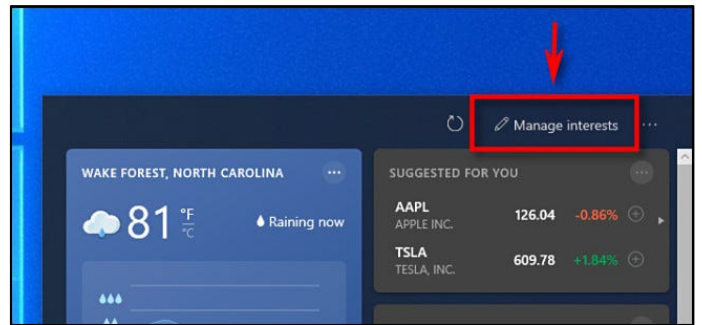 Manage interests ...
WAKE FOREST, NORTH CAROLINA ...
81 °F
°C
Raining now
SUGGESTED FOR YOU ...
AAPL 126.04 -0.86%
APPLE INC.
TSLA 609.78 +1.84%
TESLA, INC.